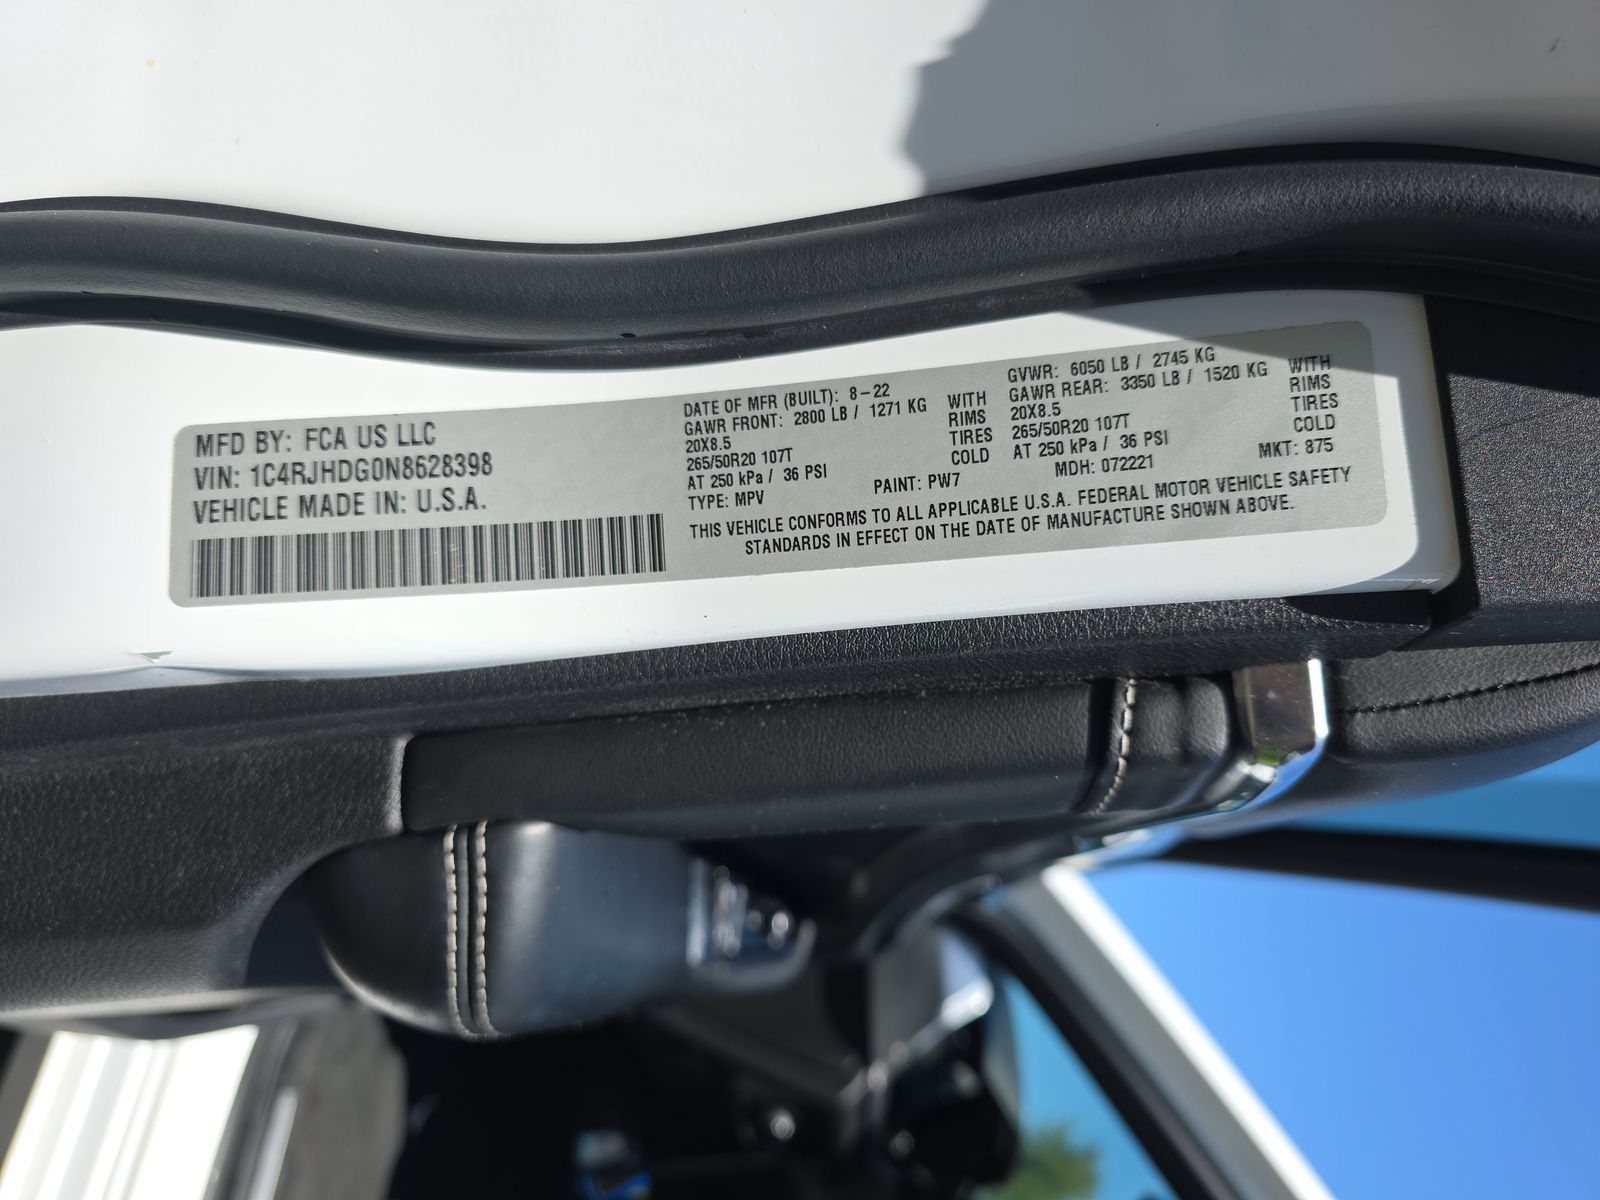 MFD BY: FCA US LLC
VIN: 1C4RJHDG0N8628398
VEHICLE MADE IN: U.S.A.
DATE OF MFR (BUILT): 8-22
GAWR FRONT: 2800 LB / 1271 KG WITH
20X8.5 RIMS
265/50R20 107T TIRES
AT 250 kPa / 36 PSI COLD
TYPE: MPV PAINT: PW7
GVWR: 6050 LB / 2745 KG
GAWR REAR: 3350 LB / 1520 KG WITH
20X8.5 RIMS
265/50R20 107T TIRES
AT 250 kPa / 36 PSI COLD
MDH: 072221 MKT: 875
THIS VEHICLE CONFORMS TO ALL APPLICABLE U.S.A. FEDERAL MOTOR VEHICLE SAFETY
STANDARDS IN EFFECT ON THE DATE OF MANUFACTURE SHOWN ABOVE.